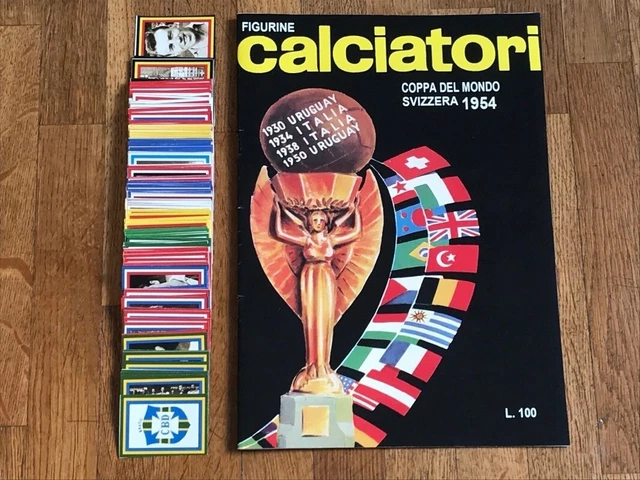 FIGURINE
calciatori
COPPA DEL MONDO
SVIZZERA 1954
1930 URUGUAY
1934 ITALIA
1938 ITALIA
1950 URUGUAY
L. 100
CBD